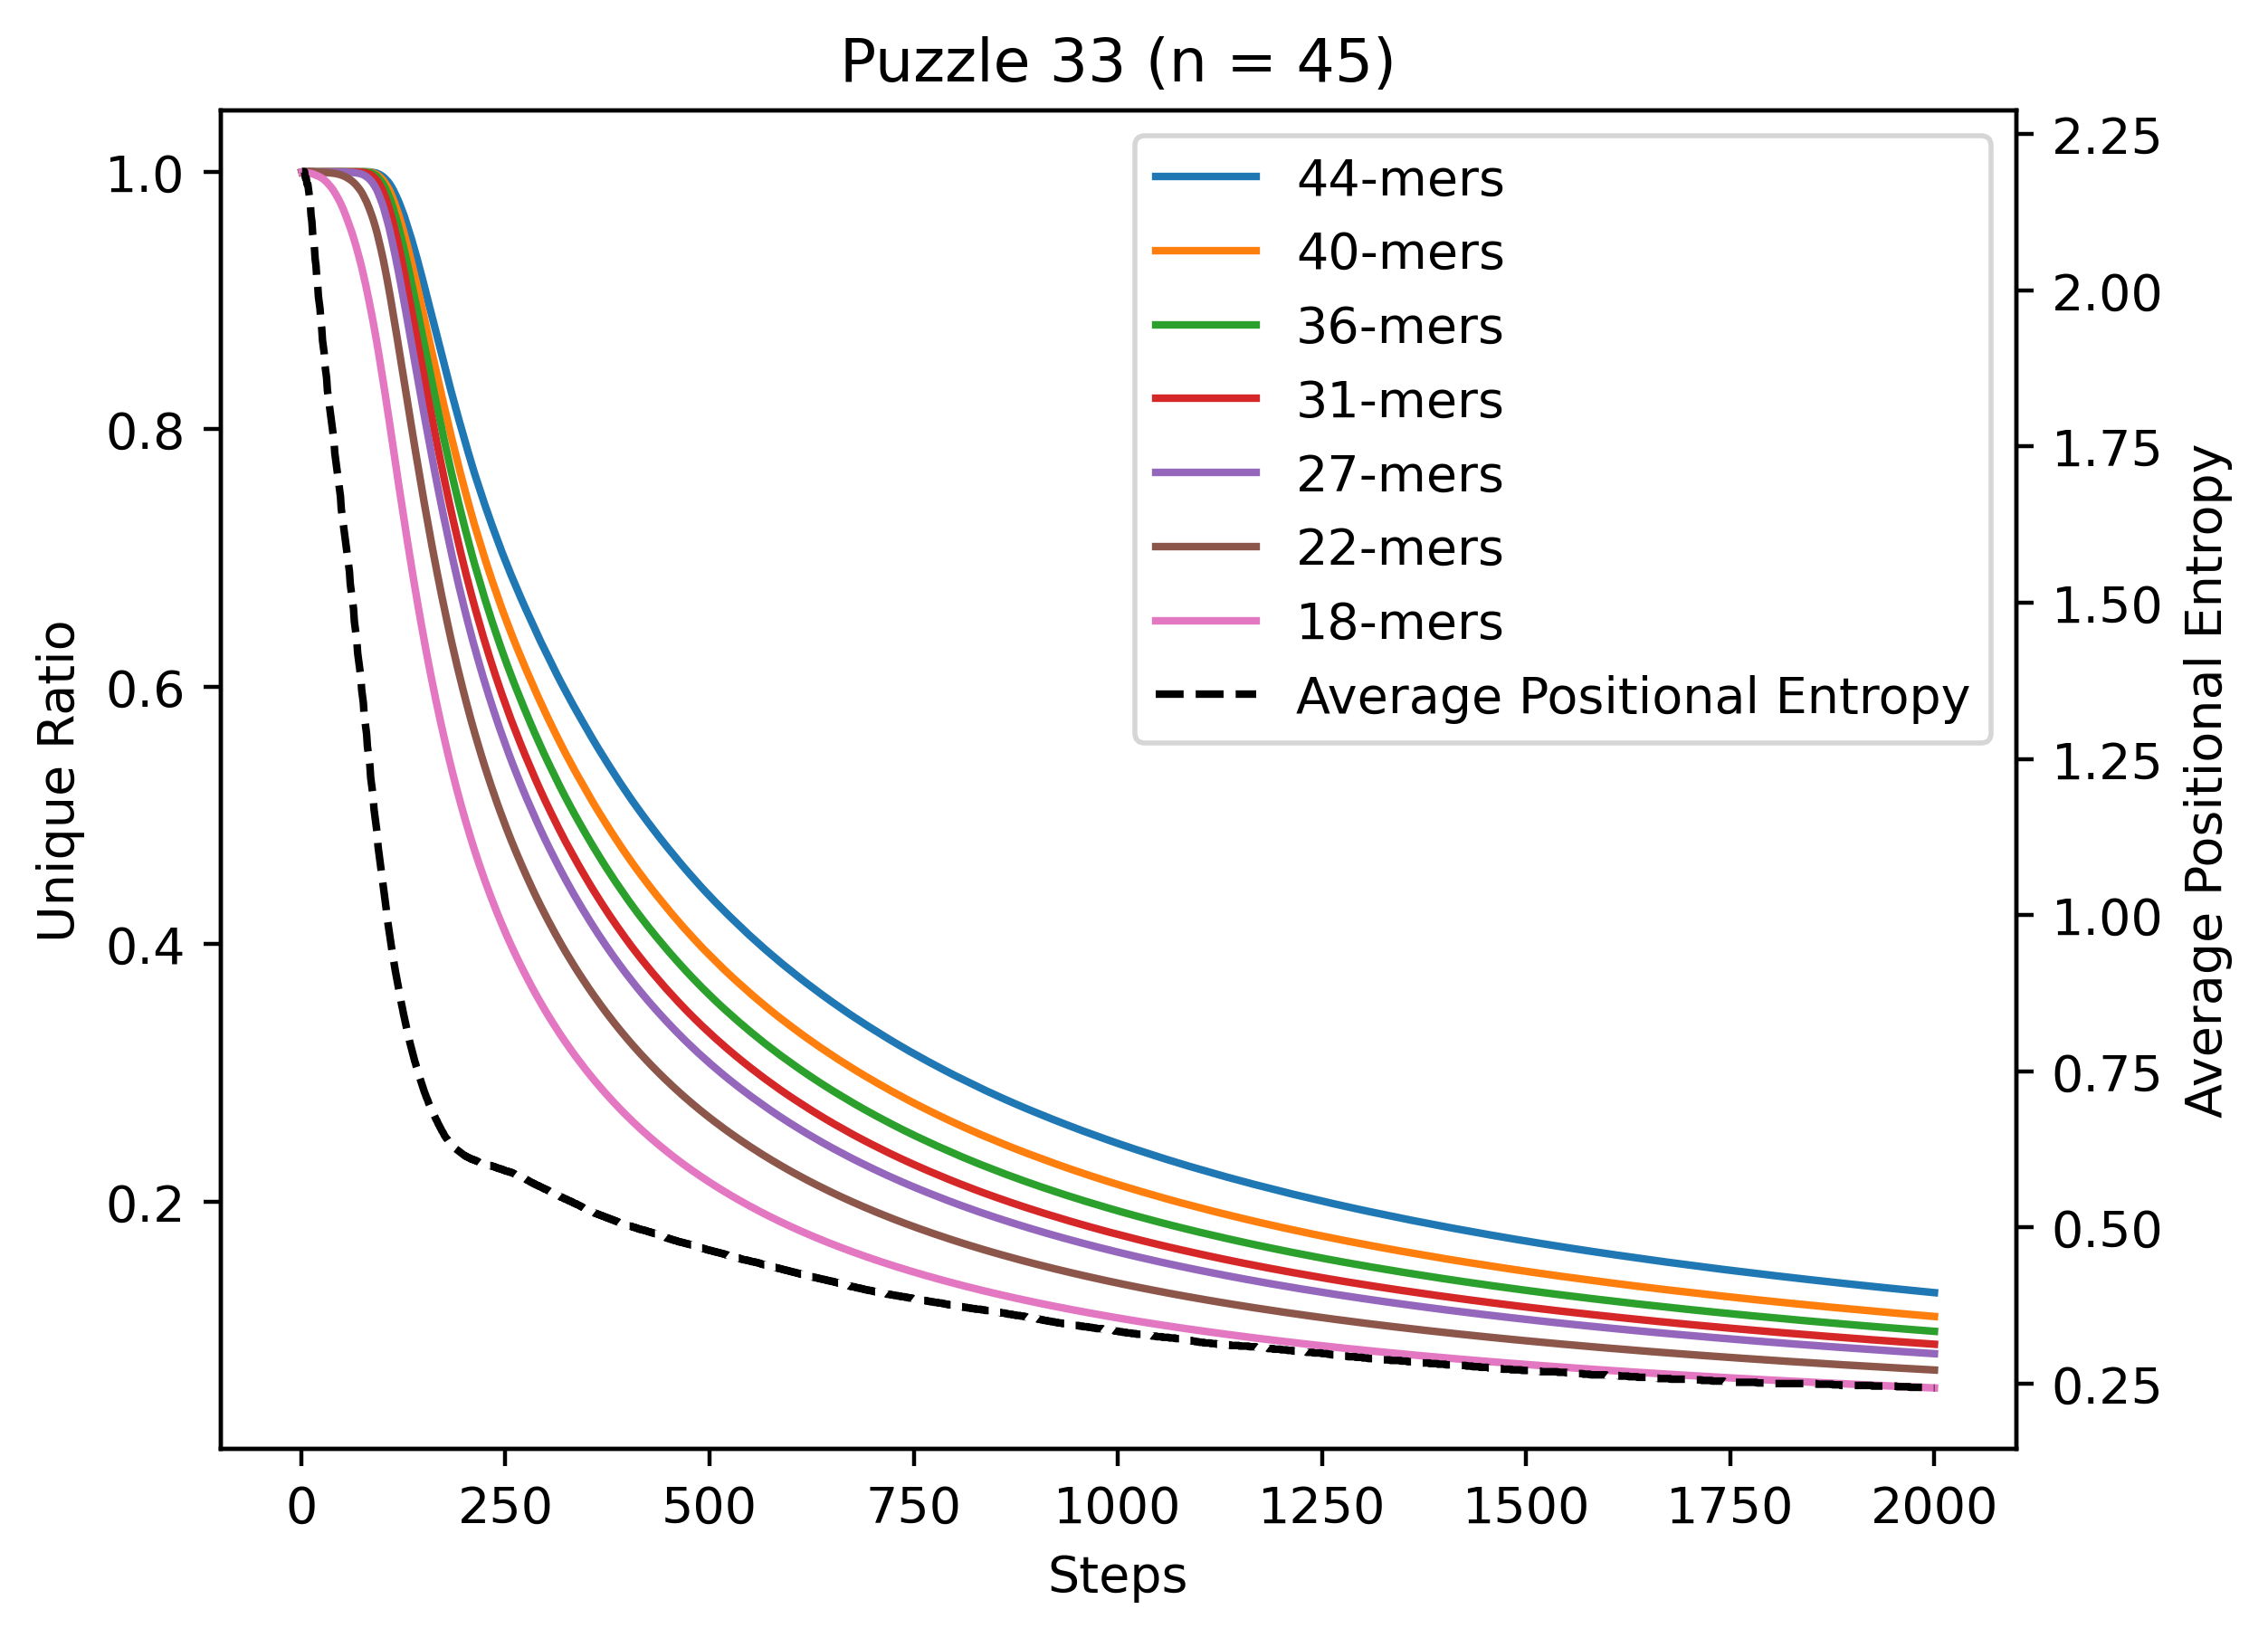 Puzzle 33 (n = 45)
1.0
0.8
0.6
0.4
0.2
Unique Ratio
44-mers
40-mers
36-mers
31-mers
27-mers
22-mers
18-mers
Average Positional Entropy
2.25
2.00
1.75
1.50
1.25
1.00
0.75
0.50
0.25
Average Positional Entropy
0
250
500
750
1000
1250
1500
1750
2000
Steps